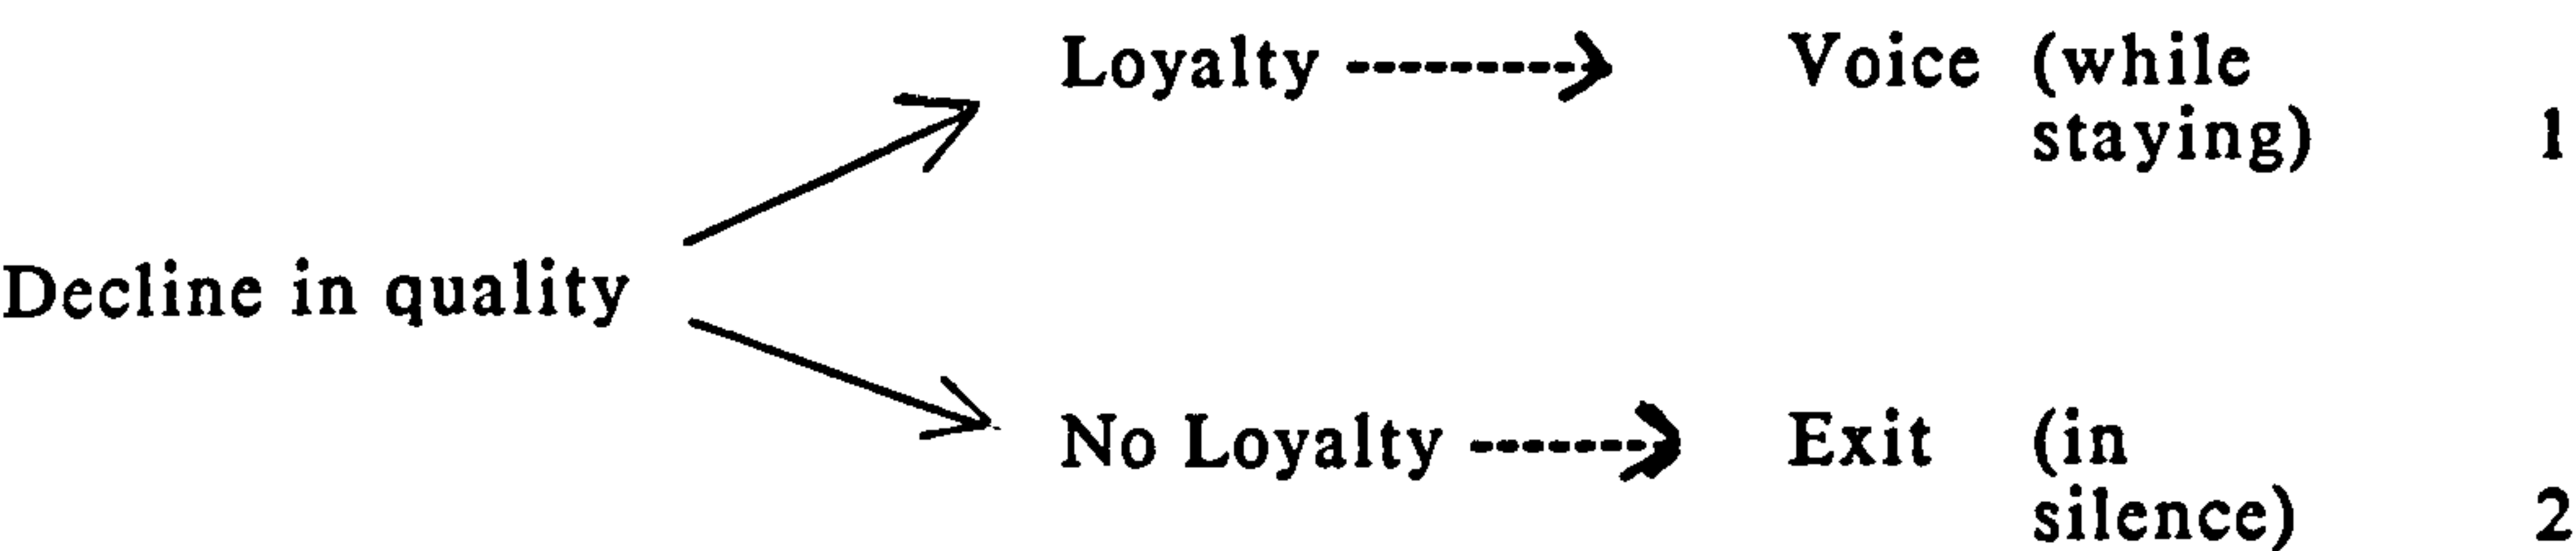 Loyalty Voice (while
staying) 1
Decline in quality
No Loyalty Exit (in
silence) 2